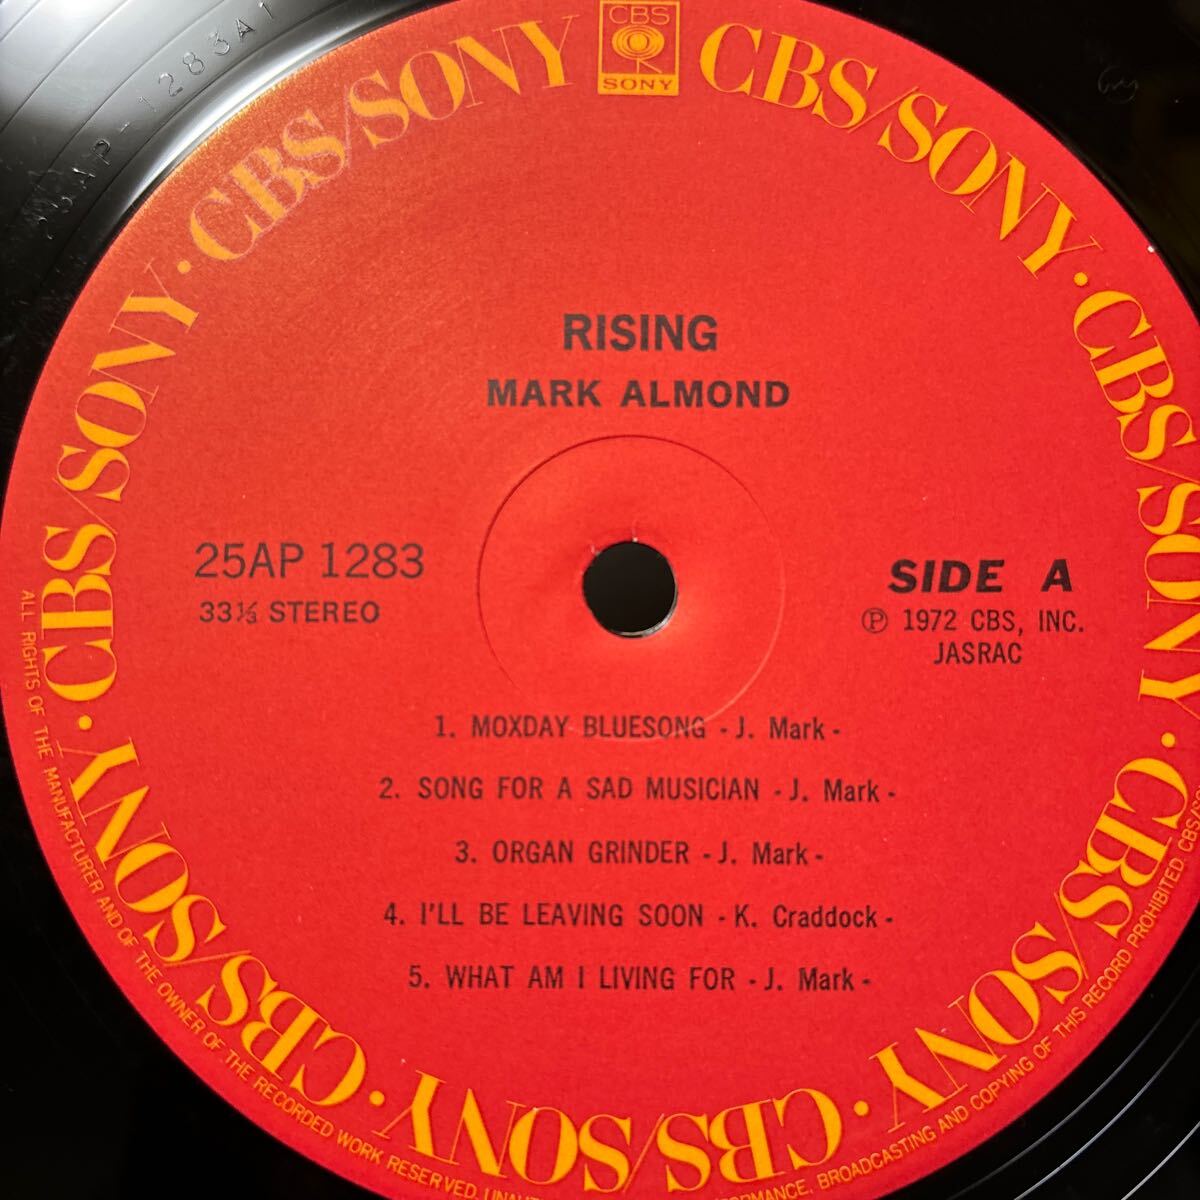 25AP-1283A1
CBS
SONY
CBS/SONY · CBS/SONY · CBS/SONY · CBS/SONY · CBS/SONY · CBS/SONY · CBS/SONY · CBS/SONY
RISING
MARK ALMOND
25AP 1283
33⅓ STEREO
SIDE A
Ⓟ 1972 CBS, INC.
JASRAC
1. MOXDAY BLUESONG - J. Mark -
2. SONG FOR A SAD MUSICIAN - J. Mark -
3. ORGAN GRINDER - J. Mark -
4. I'LL BE LEAVING SOON - K. Craddock -
5. WHAT AM I LIVING FOR - J. Mark -
ALL RIGHTS OF THE MANUFACTURER AND OF THE OWNER OF THE RECORDED WORK RESERVED. BROADCASTING AND COPYING OF THIS RECORD PROHIBITED. CBS